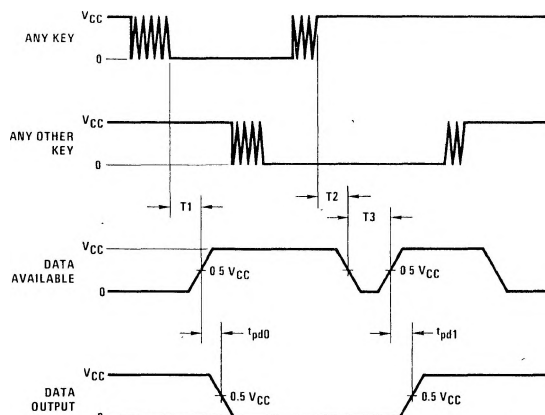 VCC
ANY KEY
0
VCC
ANY OTHER
KEY
0
T1
T2
T3
VCC
DATA
AVAILABLE
0
0 5 VCC
0 5 VCC
tpd0
tpd1
VCC
DATA
OUTPUT
0
0.5 VCC
0.5 VCC